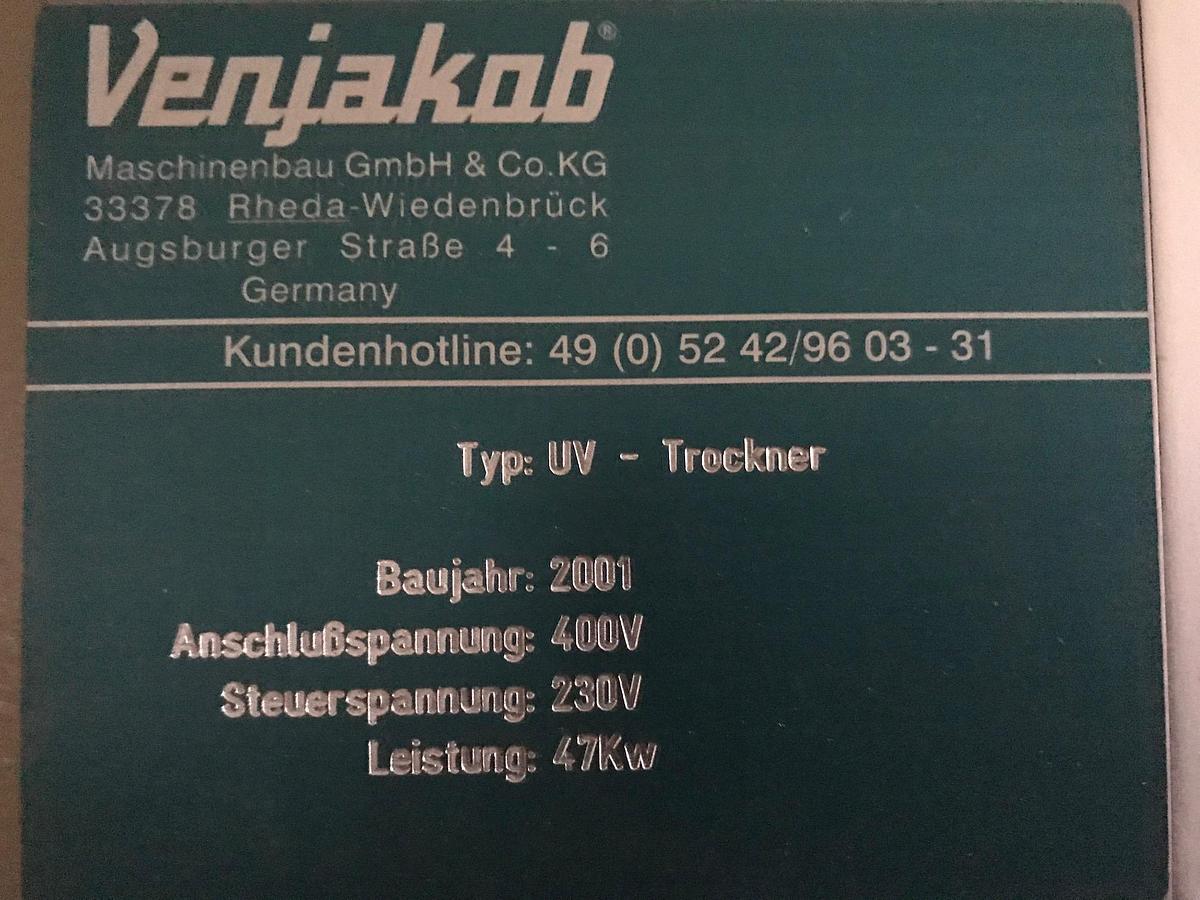 Venjakob®
Maschinenbau GmbH & Co.KG
33378 Rheda-Wiedenbrück
Augsburger Straße 4 - 6
Germany
Kundenhotline: 49 (0) 52 42/96 03 - 31
Typ: UV - Trockner
Baujahr: 2001
Anschlußspannung: 400V
Steuerspannung: 230V
Leistung: 47Kw